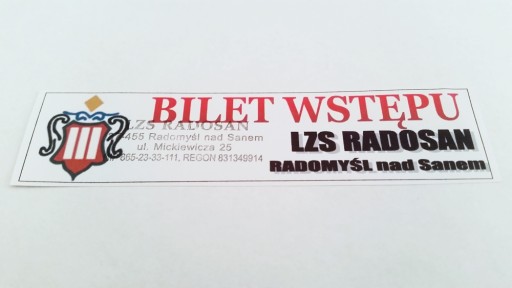 BILET WSTĘPU
LZS RADOSAN
RADOMYŚL nad Sanem
LZS RADOSAN
-455 Radomyśl nad Sanem
ul. Mickiewicza 25
865-23-33-111, REGON 831349914